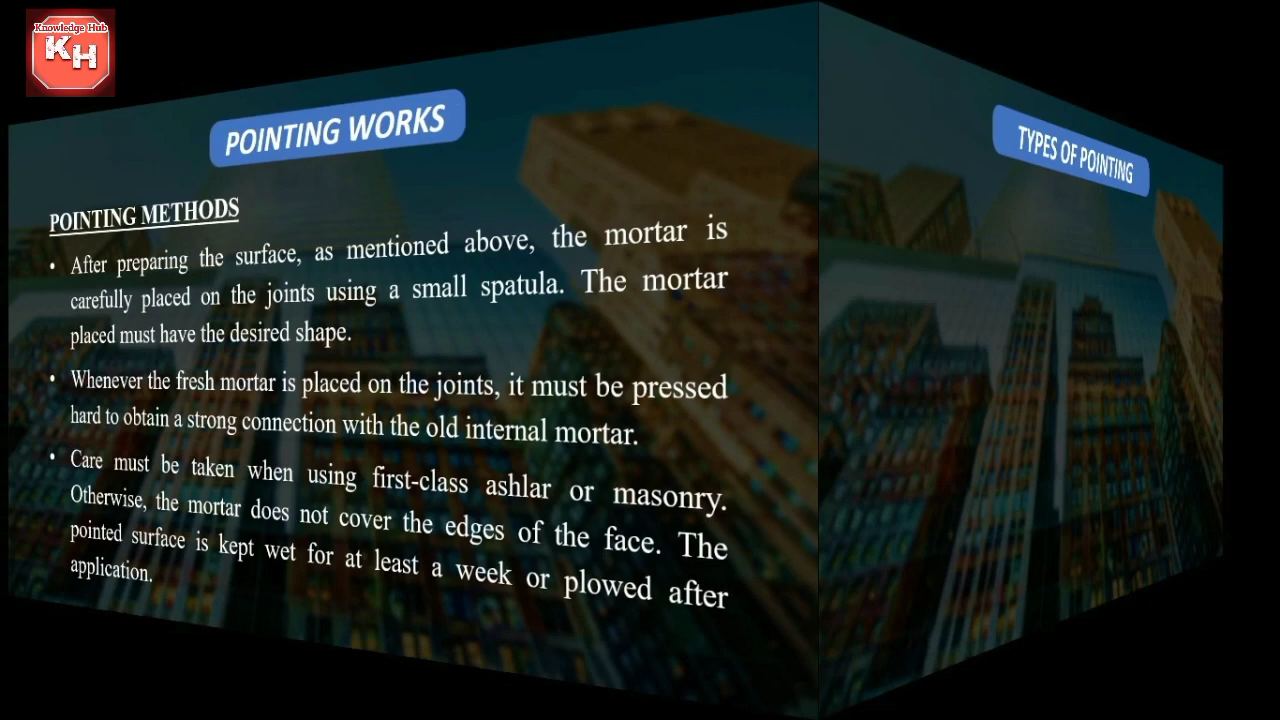 Knowledge Hub
KH
POINTING WORKS
POINTING METHODS
• After preparing the surface, as mentioned above, the mortar is
carefully placed on the joints using a small spatula. The mortar
placed must have the desired shape.
• Whenever the fresh mortar is placed on the joints, it must be pressed
hard to obtain a strong connection with the old internal mortar.
• Care must be taken when using first-class ashlar or masonry.
Otherwise, the mortar does not cover the edges of the face. The
pointed surface is kept wet for at least a week or plowed after
application.
TYPES OF POINTING